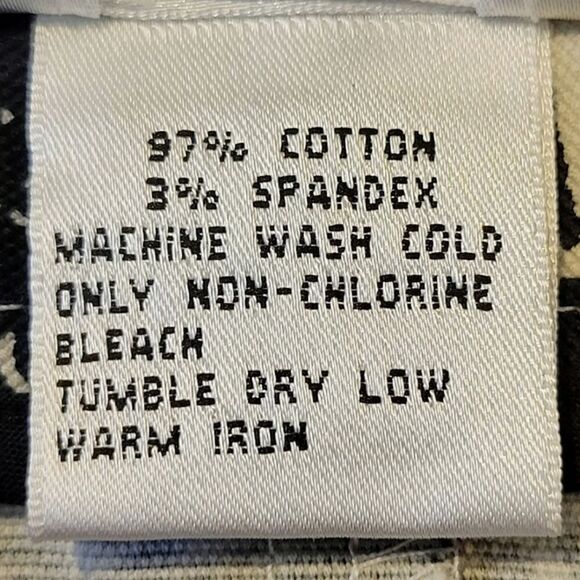 97% COTTON
3% SPANDEX
MACHINE WASH COLD
ONLY NON-CHLORINE
BLEACH
TUMBLE DRY LOW
WARM IRON